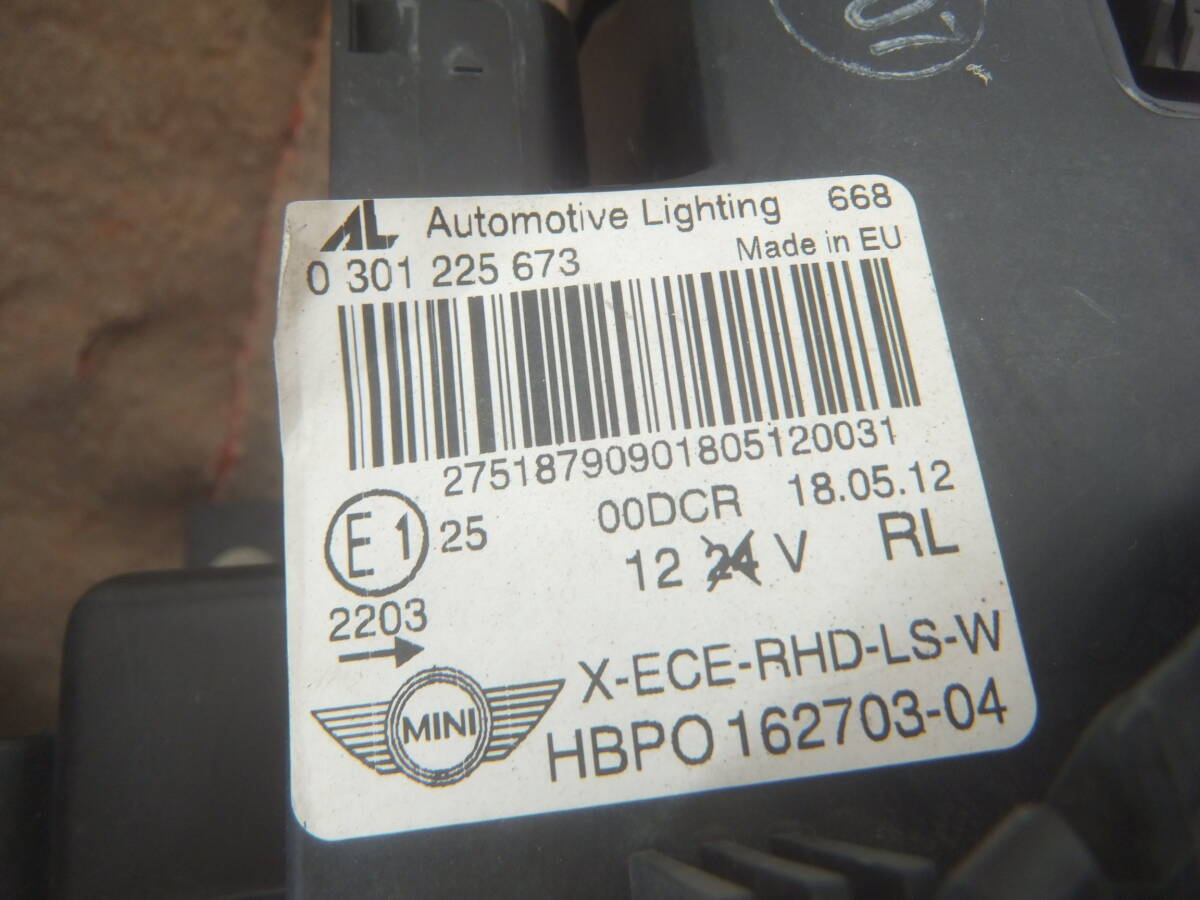 07
AL Automotive Lighting 668
0 301 225 673 Made in EU
27518790901805120031
E1 25 00DCR 18.05.12
12 24 V RL
2203
X-ECE-RHD-LS-W
MINI HBPO 162703-04